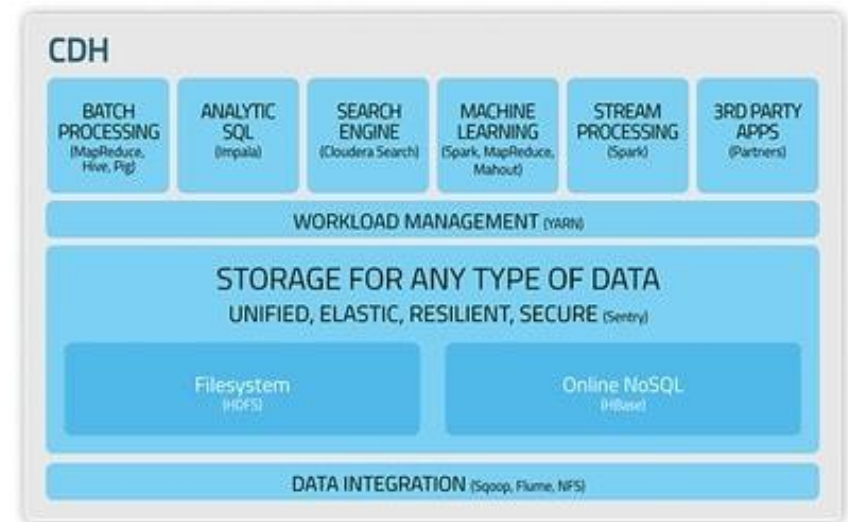 CDH
BATCH
PROCESSING
(MapReduce,
Hive, Pig)
ANALYTIC
SQL
(Impala)
SEARCH
ENGINE
(Cloudera Search)
MACHINE
LEARNING
(Spark, MapReduce,
Mahout)
STREAM
PROCESSING
(Spark)
3RD PARTY
APPS
(Partners)
WORKLOAD MANAGEMENT (YARN)
STORAGE FOR ANY TYPE OF DATA
UNIFIED, ELASTIC, RESILIENT, SECURE (Sentry)
Filesystem
(HDFS)
Online NoSQL
(HBase)
DATA INTEGRATION (Sqoop, Flume, NFS)